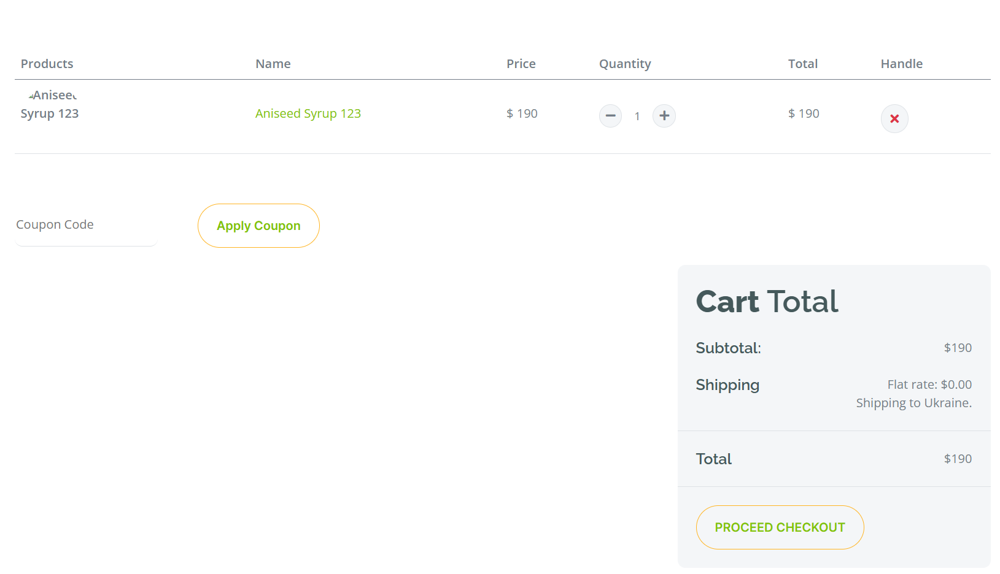 Products Name Price Quantity Total Handle
Aniseed
Syrup 123 Aniseed Syrup 123 $ 190 1 $ 190
Coupon Code Apply Coupon
Cart Total
Subtotal: $190
Shipping Flat rate: $0.00
Shipping to Ukraine.
Total $190
PROCEED CHECKOUT